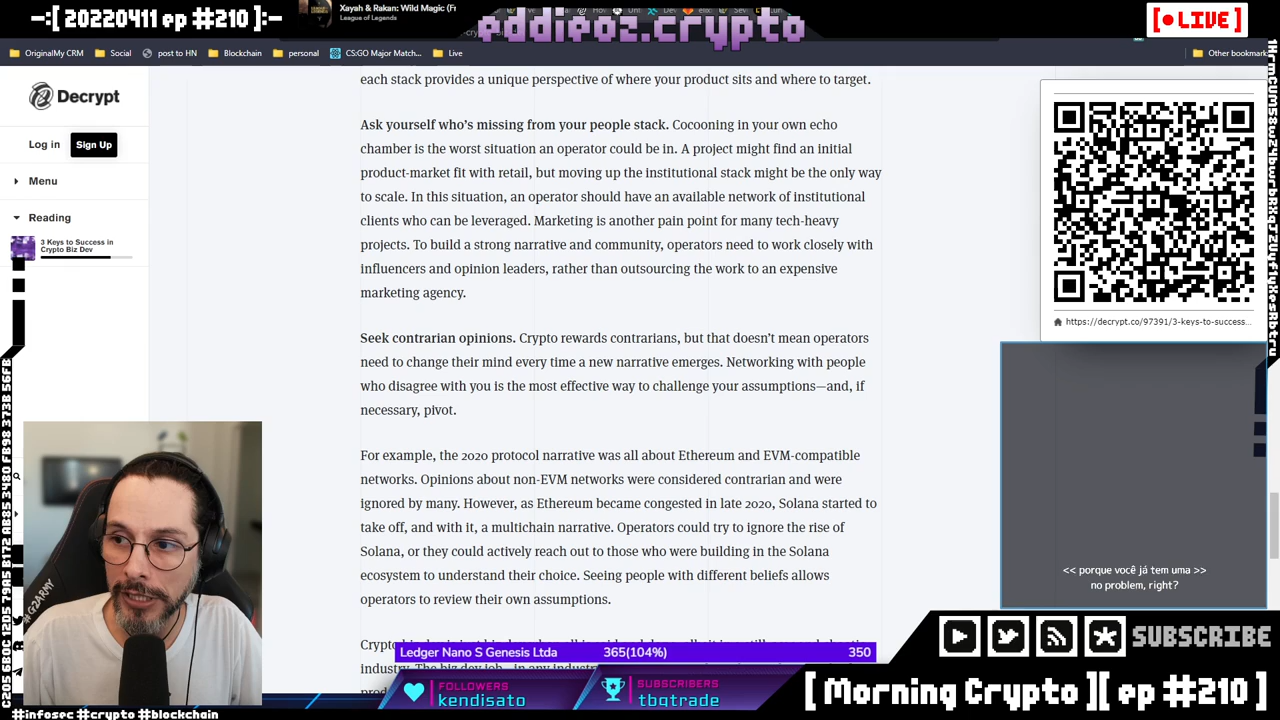 -:[ 20220411 ep #210 ]:-
Xayah & Rakan: Wild Magic (F
League of Legends
eddieoz.crypto
[ LIVE ]
OriginalMy CRM
Social
post to HN
Blockchain
personal
CS:GO Major Match...
Live
Other bookmark
Decrypt
Log in
Sign Up
Menu
Reading
3 Keys to Success in
Crypto Biz Dev
each stack provides a unique perspective of where your product sits and where to target.
Ask yourself who’s missing from your people stack. Cocooning in your own echo
chamber is the worst situation an operator could be in. A project might find an initial
product-market fit with retail, but moving up the institutional stack might be the only way
to scale. In this situation, an operator should have an available network of institutional
clients who can be leveraged. Marketing is another pain point for many tech-heavy
projects. To build a strong narrative and community, operators need to work closely with
influencers and opinion leaders, rather than outsourcing the work to an expensive
marketing agency.
Seek contrarian opinions. Crypto rewards contrarians, but that doesn’t mean operators
need to change their mind every time a new narrative emerges. Networking with people
who disagree with you is the most effective way to challenge your assumptions—and, if
necessary, pivot.
For example, the 2020 protocol narrative was all about Ethereum and EVM-compatible
networks. Opinions about non-EVM networks were considered contrarian and were
ignored by many. However, as Ethereum became congested in late 2020, Solana started to
take off, and with it, a multichain narrative. Operators could try to ignore the rise of
Solana, or they could actively reach out to those who were building in the Solana
ecosystem to understand their choice. Seeing people with different beliefs allows
operators to review their own assumptions.
https://decrypt.co/97391/3-keys-to-success...
<< porque você já tem uma >>
no problem, right?
#G2ARMY
Ledger Nano S Genesis Ltda 365(104%) 350
FOLLOWERS
kendisato
SUBSCRIBERS
tbgtrade
SUBSCRIBE
[ Morning Crypto ][ ep #210 ]
#infosec #crypto #blockchain